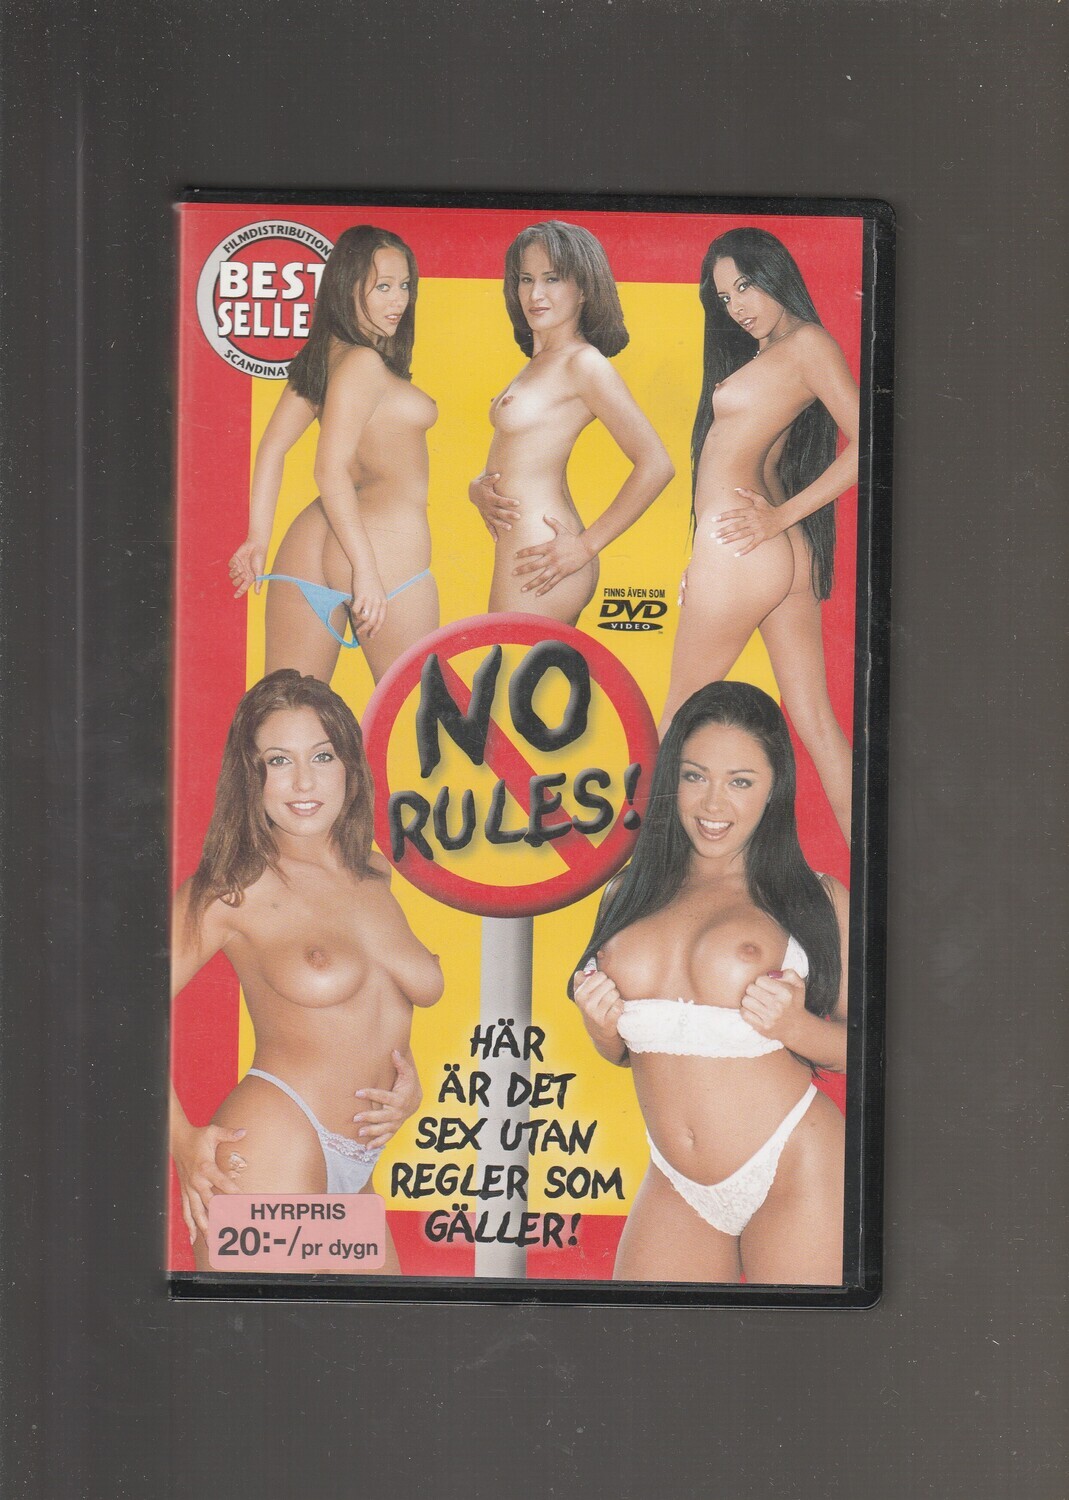 FILMDISTRIBUTION
BEST
SELLE
SCANDINA
FINNS ÄVEN SOM
DVD
VIDEO
NO
RULES!
HÄR
ÄR DET
SEX UTAN
REGLER SOM
GÄLLER!
HYRPRIS
20:-/pr dygn